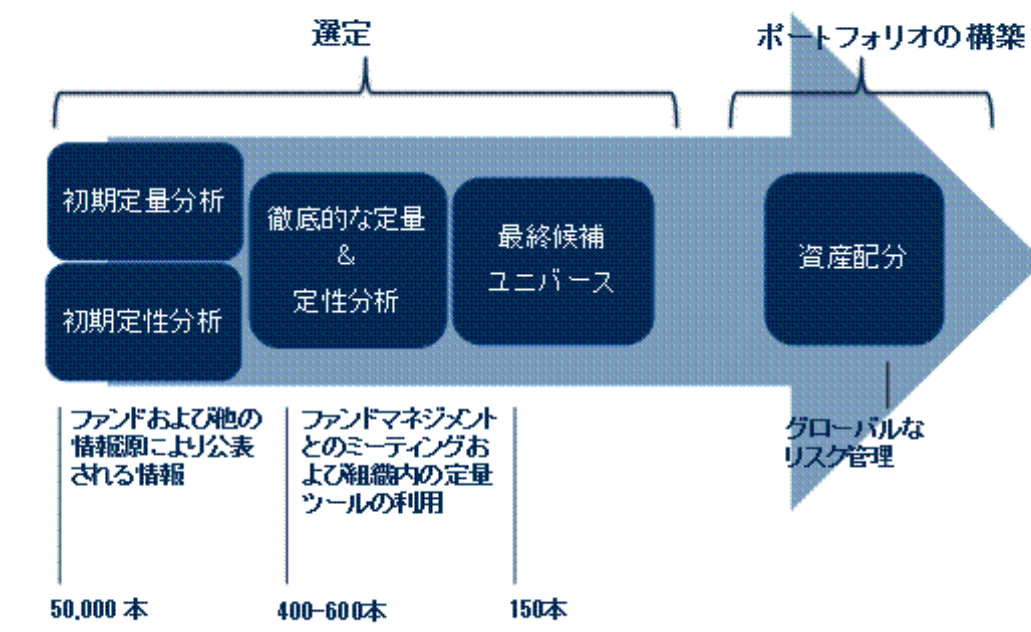 選定
ポートフォリオの構築
初期定量分析
初期定性分析
徹底的な定量
&
定性分析
最終候補
ユニバース
資産配分
ファンドおよび他の
情報源により公表
される情報
ファンドマネジメント
とのミーティングお
よび組織内の定量
ツールの利用
グローバルな
リスク管理
50,000 本
400-600本
150本